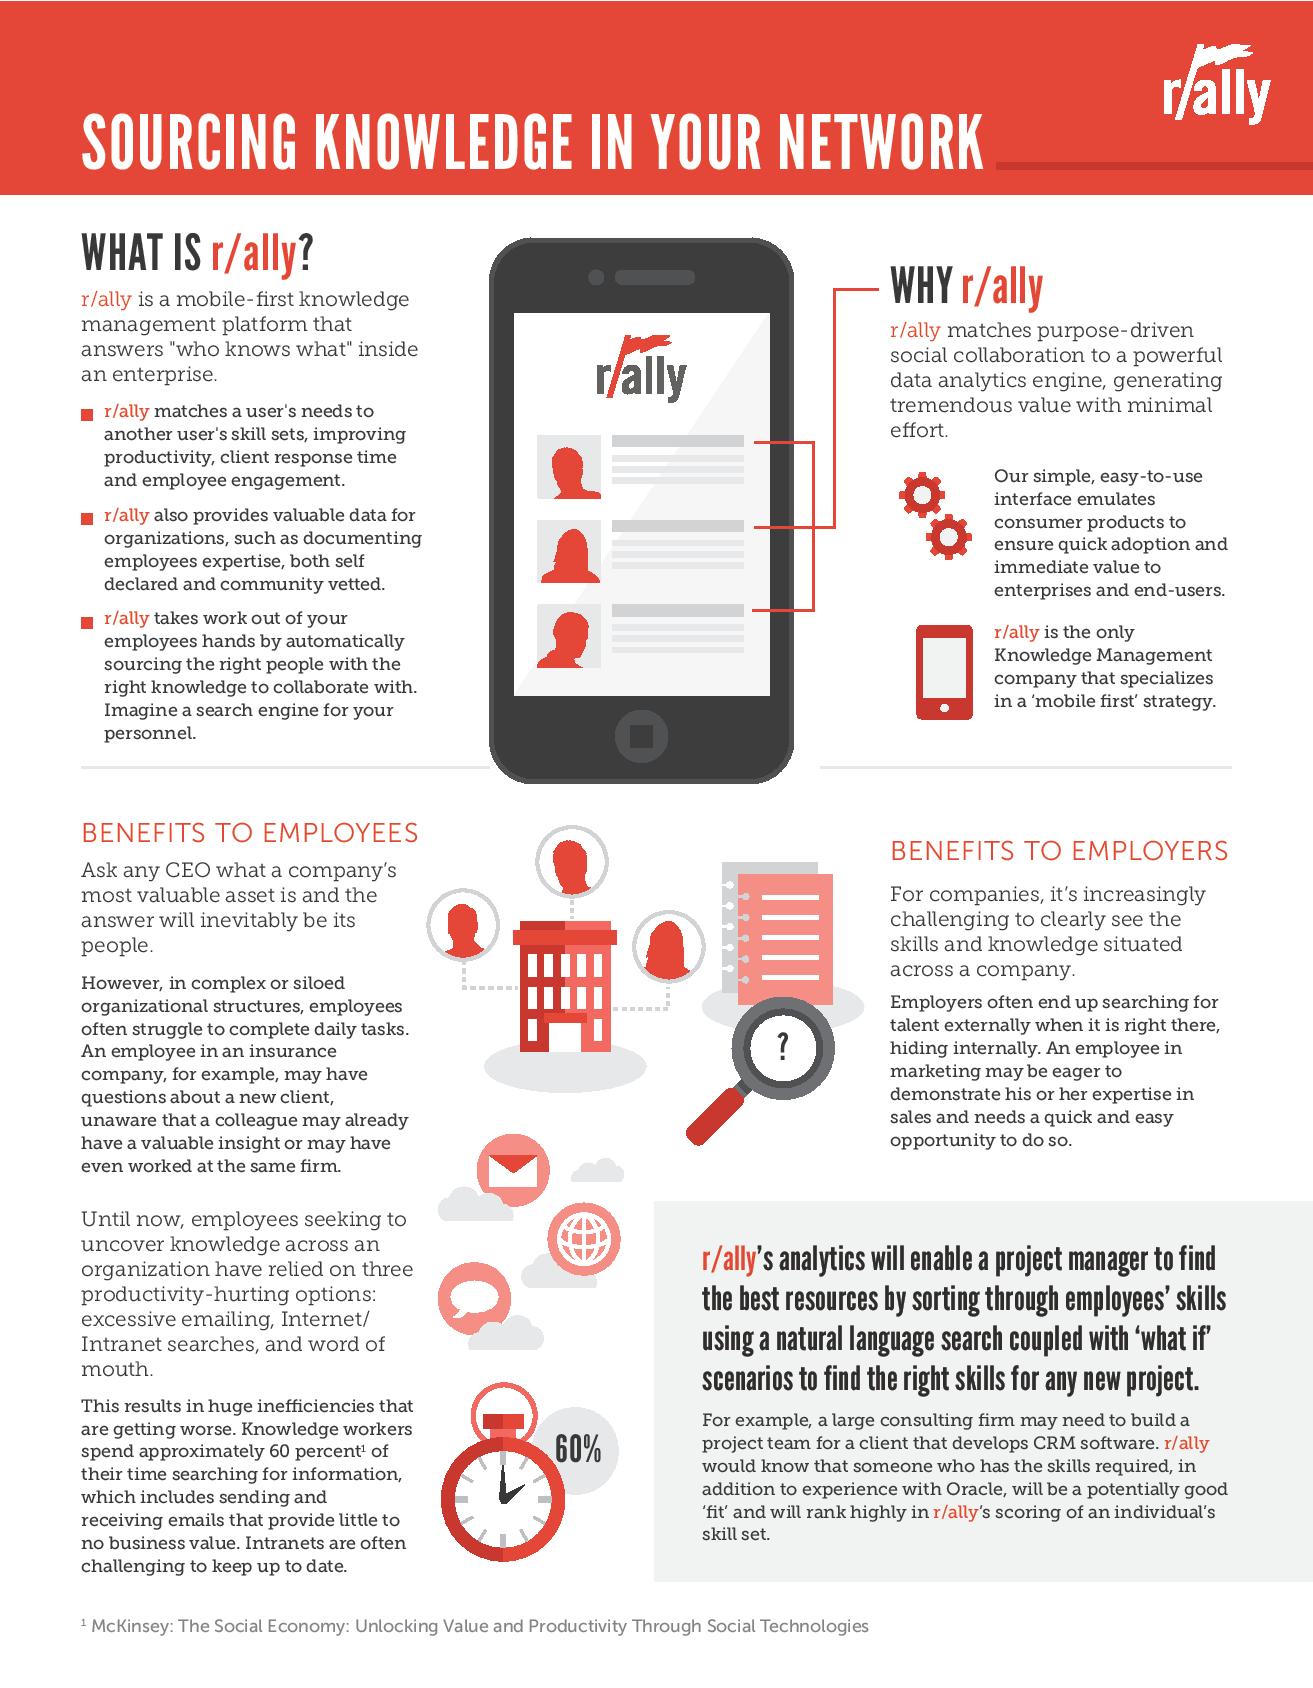 r/ally
SOURCING KNOWLEDGE IN YOUR NETWORK
WHAT IS r/ally?
r/ally is a mobile-first knowledge
management platform that
answers "who knows what" inside
an enterprise.
r/ally matches a user's needs to
another user's skill sets, improving
productivity, client response time
and employee engagement.
r/ally also provides valuable data for
organizations, such as documenting
employees expertise, both self
declared and community vetted.
r/ally takes work out of your
employees hands by automatically
sourcing the right people with the
right knowledge to collaborate with.
Imagine a search engine for your
personnel.
r/ally
WHY r/ally
r/ally matches purpose-driven
social collaboration to a powerful
data analytics engine, generating
tremendous value with minimal
effort.
Our simple, easy-to-use
interface emulates
consumer products to
ensure quick adoption and
immediate value to
enterprises and end-users.
r/ally is the only
Knowledge Management
company that specializes
in a ‘mobile first’ strategy.
BENEFITS TO EMPLOYEES
Ask any CEO what a company’s
most valuable asset is and the
answer will inevitably be its
people.
However, in complex or siloed
organizational structures, employees
often struggle to complete daily tasks.
An employee in an insurance
company, for example, may have
questions about a new client,
unaware that a colleague may already
have a valuable insight or may have
even worked at the same firm.
Until now, employees seeking to
uncover knowledge across an
organization have relied on three
productivity-hurting options:
excessive emailing, Internet/
Intranet searches, and word of
mouth.
This results in huge inefficiencies that
are getting worse. Knowledge workers
spend approximately 60 percent¹ of
their time searching for information,
which includes sending and
receiving emails that provide little to
no business value. Intranets are often
challenging to keep up to date.
?
60%
BENEFITS TO EMPLOYERS
For companies, it’s increasingly
challenging to clearly see the
skills and knowledge situated
across a company.
Employers often end up searching for
talent externally when it is right there,
hiding internally. An employee in
marketing may be eager to
demonstrate his or her expertise in
sales and needs a quick and easy
opportunity to do so.
r/ally’s analytics will enable a project manager to find
the best resources by sorting through employees’ skills
using a natural language search coupled with ‘what if’
scenarios to find the right skills for any new project.
For example, a large consulting firm may need to build a
project team for a client that develops CRM software. r/ally
would know that someone who has the skills required, in
addition to experience with Oracle, will be a potentially good
‘fit’ and will rank highly in r/ally’s scoring of an individual’s
skill set.
¹ McKinsey: The Social Economy: Unlocking Value and Productivity Through Social Technologies